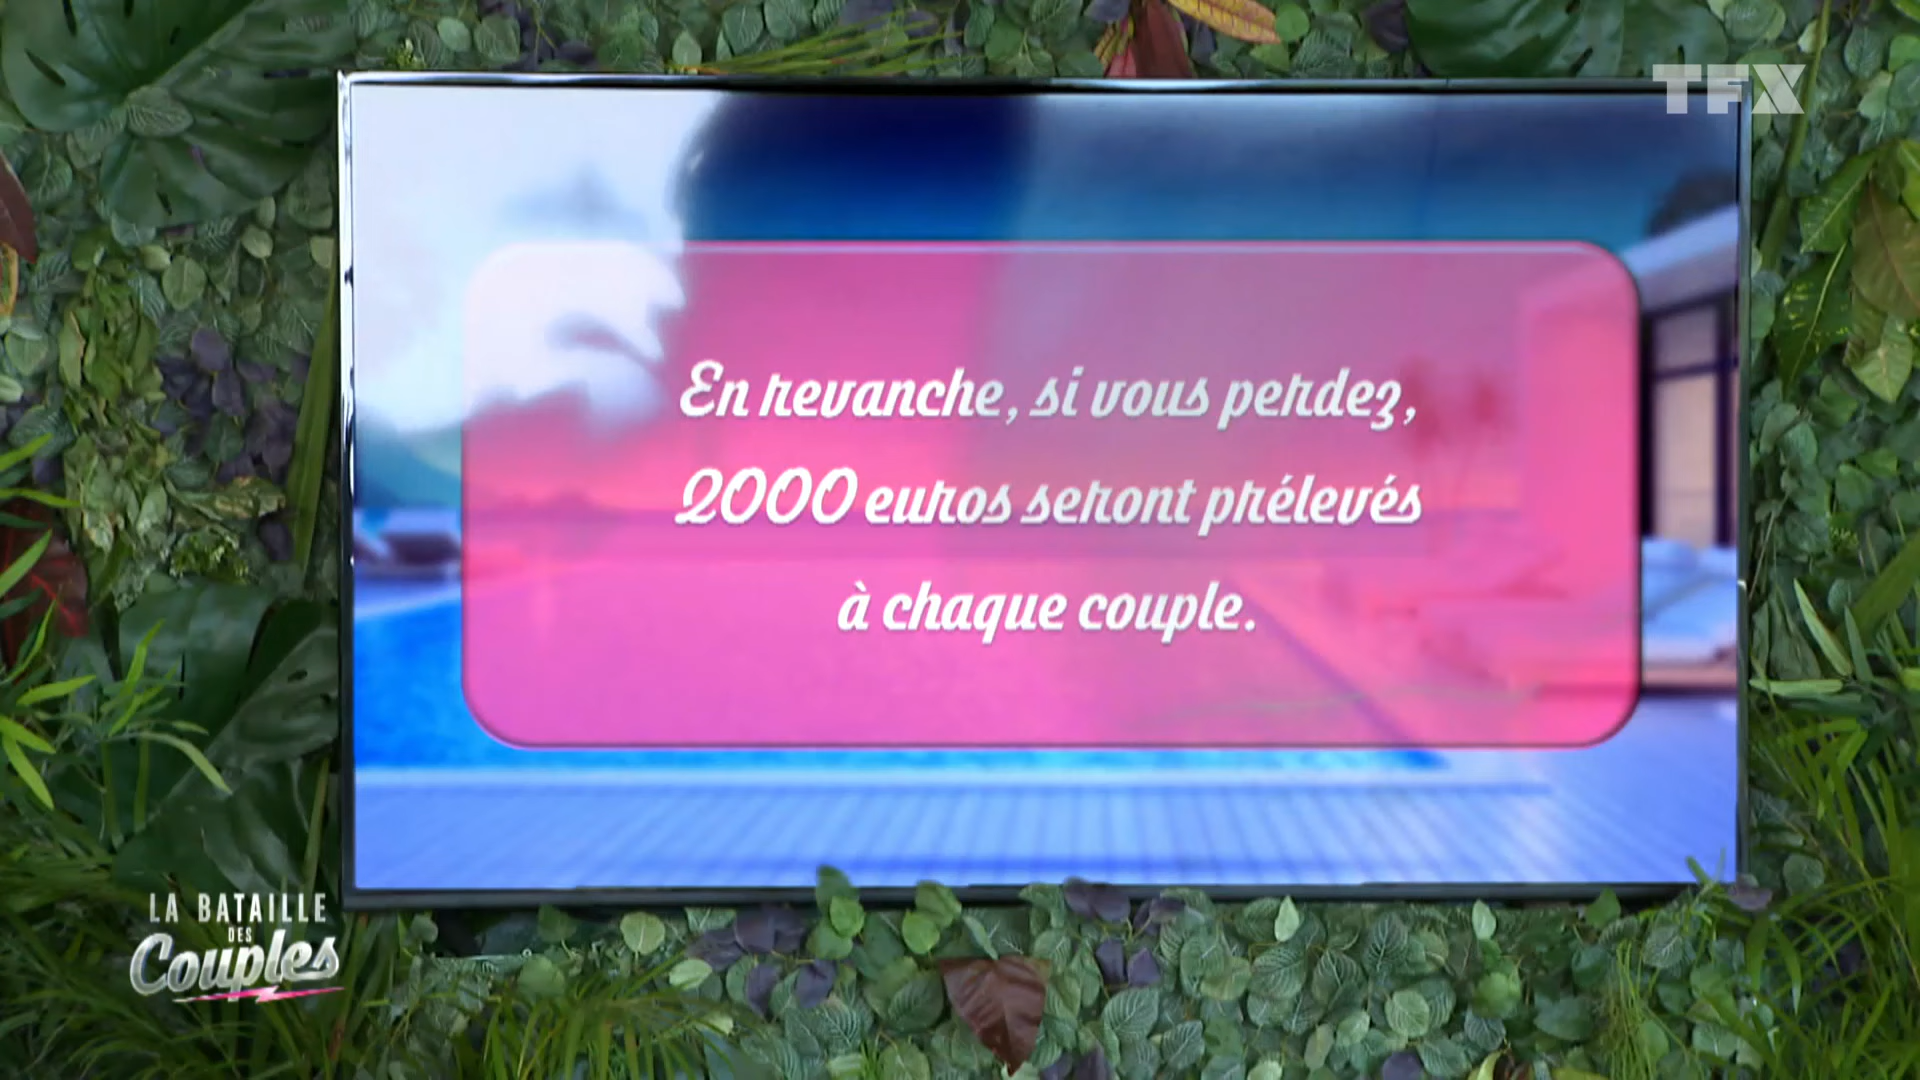 TFX
En revanche, si vous perdez,
2000 euros seront prélevés
à chaque couple.
LA BATAILLE
DES
Couples